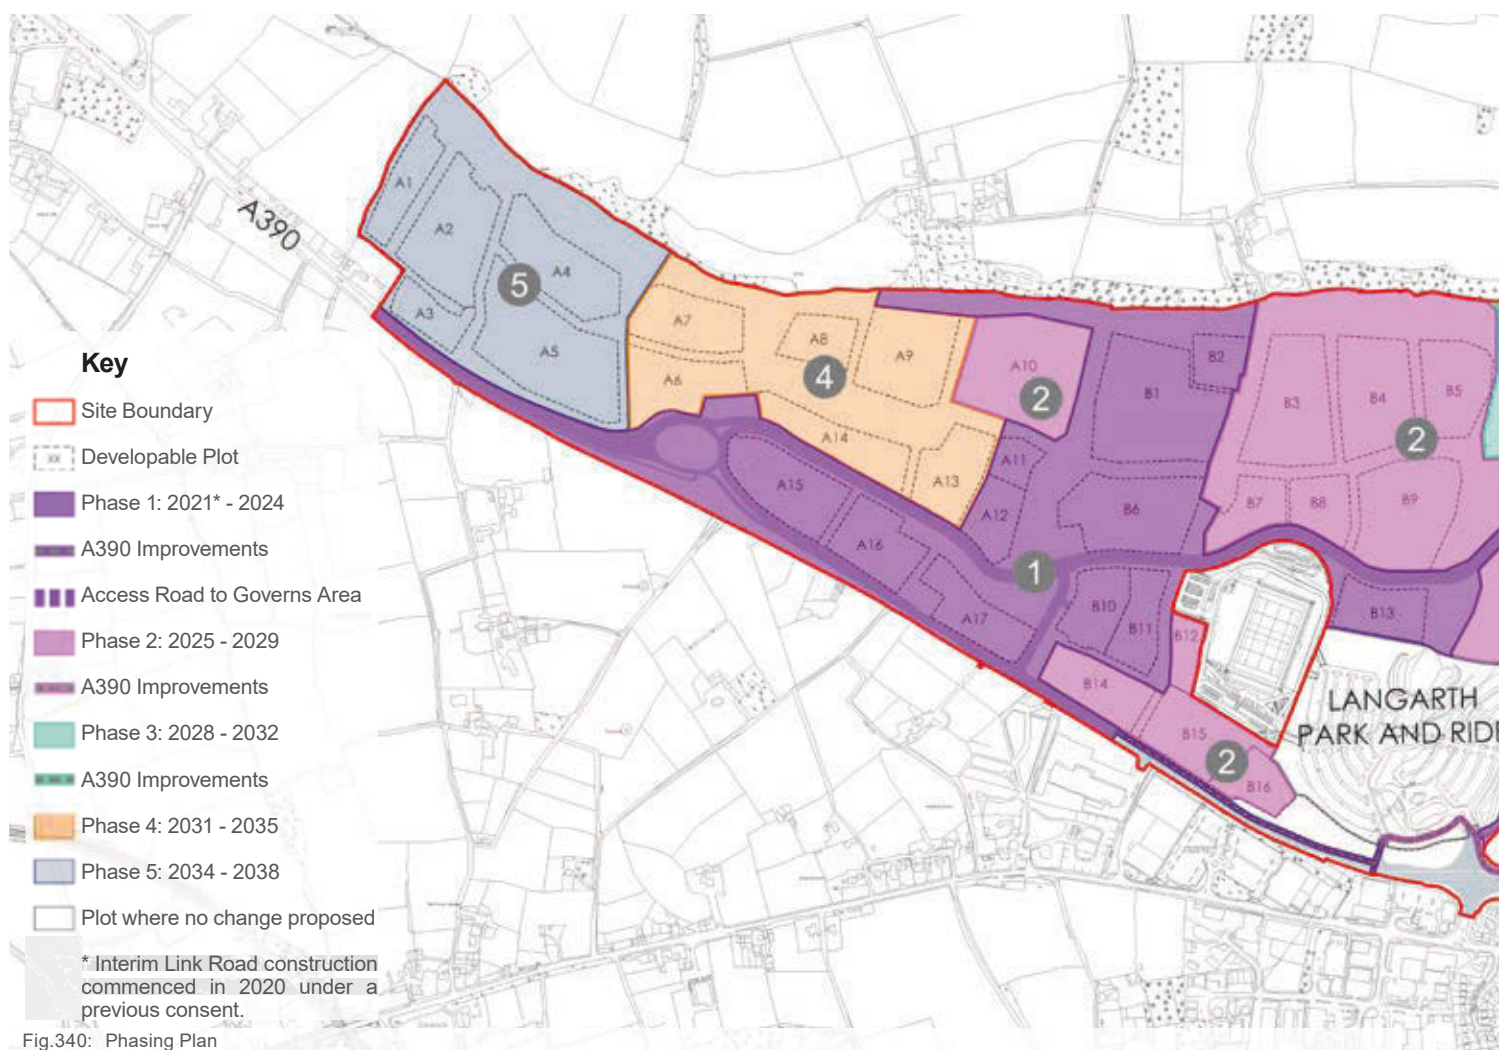 A390
A1
A2
A3
A4
5
A5
A7
A8
A6
4
A9
A10
2
A14
A13
A11
A12
A15
A16
A17
1
B1
B2
B6
B3
B4
B5
2
B7
B8
B9
B10
B11
B12
B13
B14
B15
2
B16
LANGARTH
PARK AND RIDE
Key
Site Boundary
XX Developable Plot
Phase 1: 2021* - 2024
A390 Improvements
Access Road to Governs Area
Phase 2: 2025 - 2029
A390 Improvements
Phase 3: 2028 - 2032
A390 Improvements
Phase 4: 2031 - 2035
Phase 5: 2034 - 2038
Plot where no change proposed
* Interim Link Road construction
commenced in 2020 under a
previous consent.
Fig.340: Phasing Plan